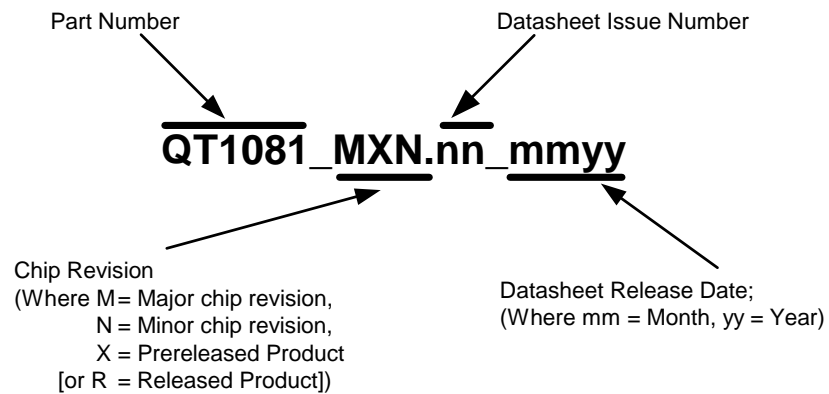 Part Number
Datasheet Issue Number
QT1081_MXN.nn_mmyy
Chip Revision
(Where M = Major chip revision,
N = Minor chip revision,
X = Prereleased Product
[or R = Released Product])
Datasheet Release Date;
(Where mm = Month, yy = Year)